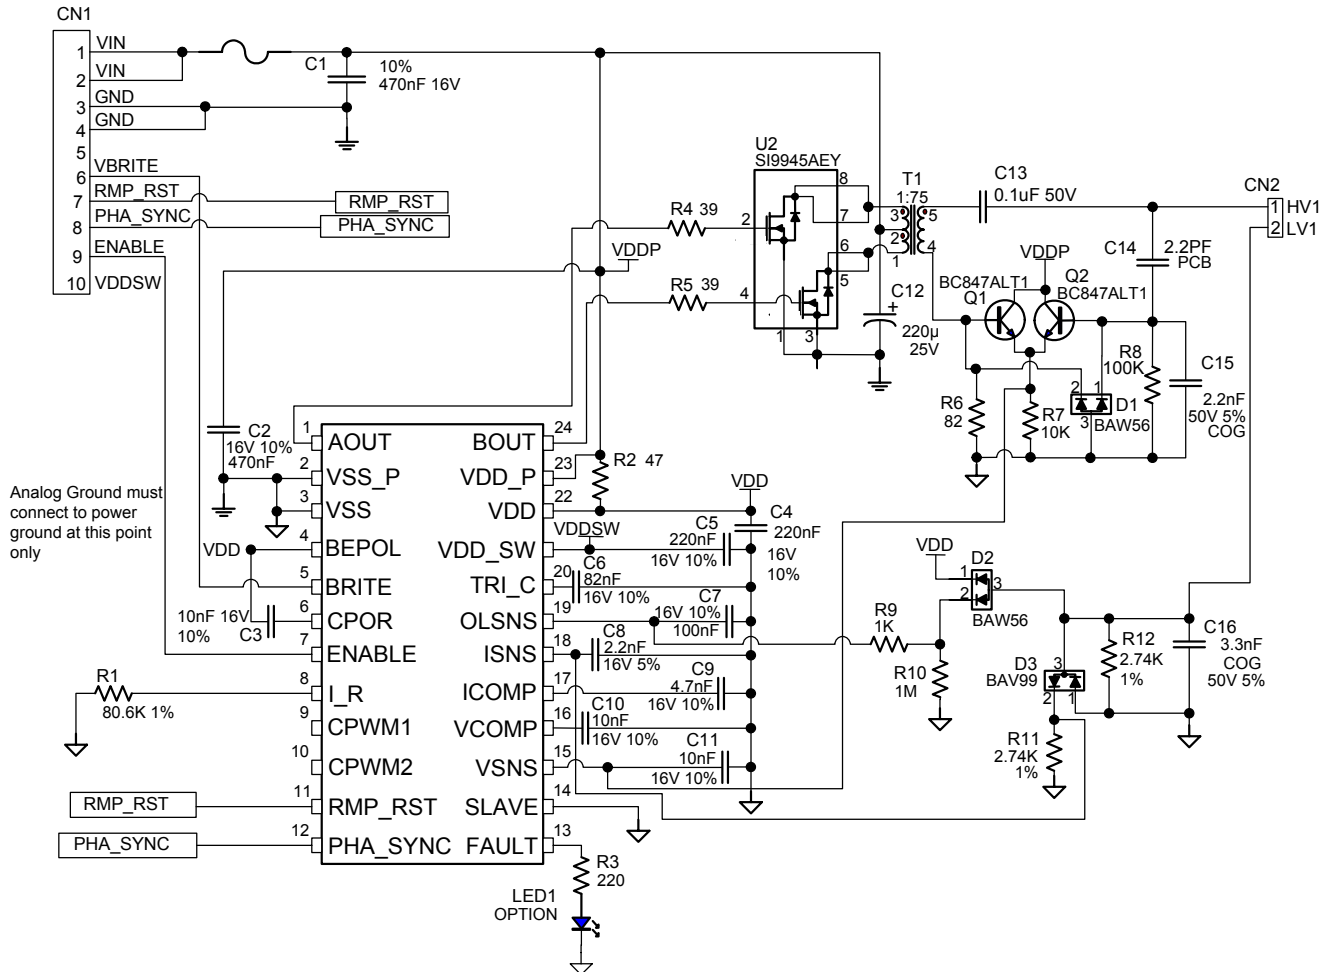 CN1
1 VIN
2 VIN
3 GND
4 GND
5
6 VBRITE
7 RMP_RST
8 PHA_SYNC
9 ENABLE
10 VDDSW
RMP_RST
PHA_SYNC
C1
10%
470nF 16V
U2
SI9945AEY
8
7
6
5
2
4
1
3
R4 39
R5 39
VDDP
T1
1:75
3
2
1
5
4
C12
+
220µ
25V
C13
0.1uF 50V
CN2
1 HV1
2 LV1
C14
2.2PF
PCB
VDDP
BC847ALT1
Q1
Q2
BC847ALT1
R6
82
R7
10K
2
1
3
D1
BAW56
R8
100K
C15
2.2nF
50V 5%
COG
C2
16V 10%
470nF
Analog Ground must
connect to power
ground at this point
only
VDD
10nF 16V
10%
C3
R1
80.6K 1%
RMP_RST
PHA_SYNC
1 AOUT
2 VSS_P
3 VSS
4 BEPOL
5 BRITE
6 CPOR
7 ENABLE
8 I_R
9 CPWM1
10 CPWM2
11 RMP_RST
12 PHA_SYNC
BOUT 24
VDD_P 23
VDD 22
VDD_SW
TRI_C 20
OLSNS 19
ISNS 18
ICOMP 17
VCOMP 16
VSNS 15
SLAVE 14
FAULT 13
R2 47
VDD
VDDSW
C4
220nF
16V
10%
C5
220nF
16V 10%
C6
82nF
16V 10%
C7
16V 10%
100nF
C8
2.2nF
16V 5%
C9
4.7nF
16V 10%
C10
10nF
16V 10%
C11
10nF
16V 10%
R3
220
LED1
OPTION
VDD
D2
1
2
3
BAW56
R9
1K
R10
1M
D3
BAV99
3
2
1
R11
2.74K
1%
R12
2.74K
1%
C16
3.3nF
COG
50V 5%